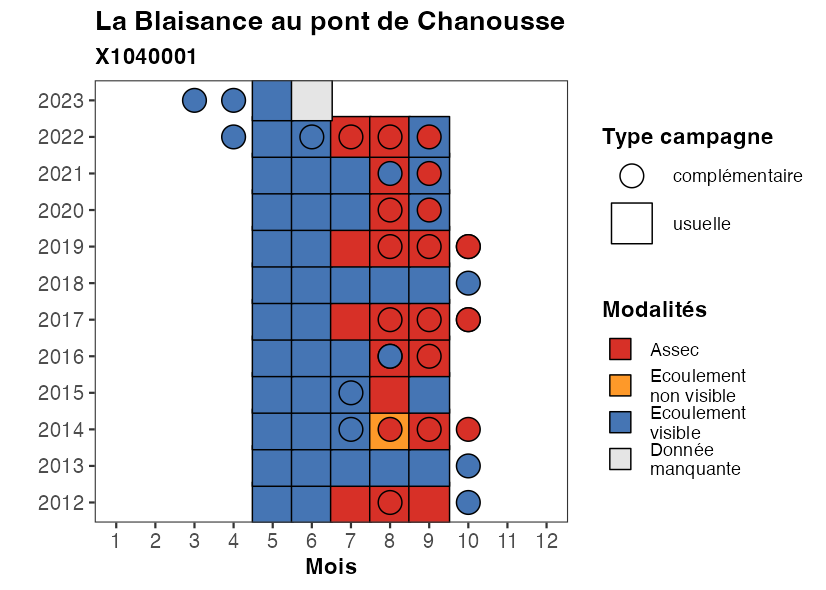 La Blaisance au pont de Chanousse
X1040001
2023
2022
2021
2020
2019
2018
2017
2016
2015
2014
2013
2012
1 2 3 4 5 6 7 8 9 10 11 12
Mois
Type campagne
complémentaire
usuelle
Modalités
Assec
Ecoulement
non visible
Ecoulement
visible
Donnée
manquante